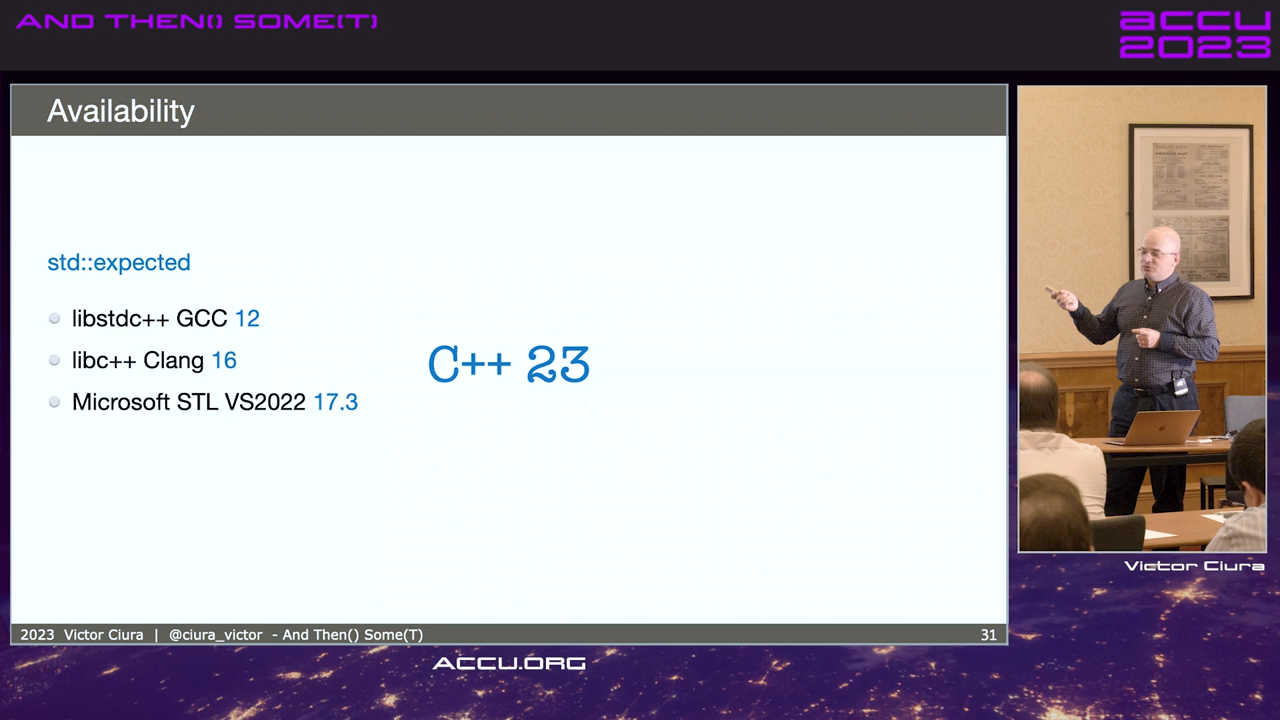 AND THEN() SOME(T)
accu
2023
Availability
std::expected
libstdc++ GCC 12
libc++ Clang 16
Microsoft STL VS2022 17.3
C++ 23
2023 Victor Ciura | @ciura_victor - And Then() Some(T)
31
Victor Ciura
ACCU.ORG